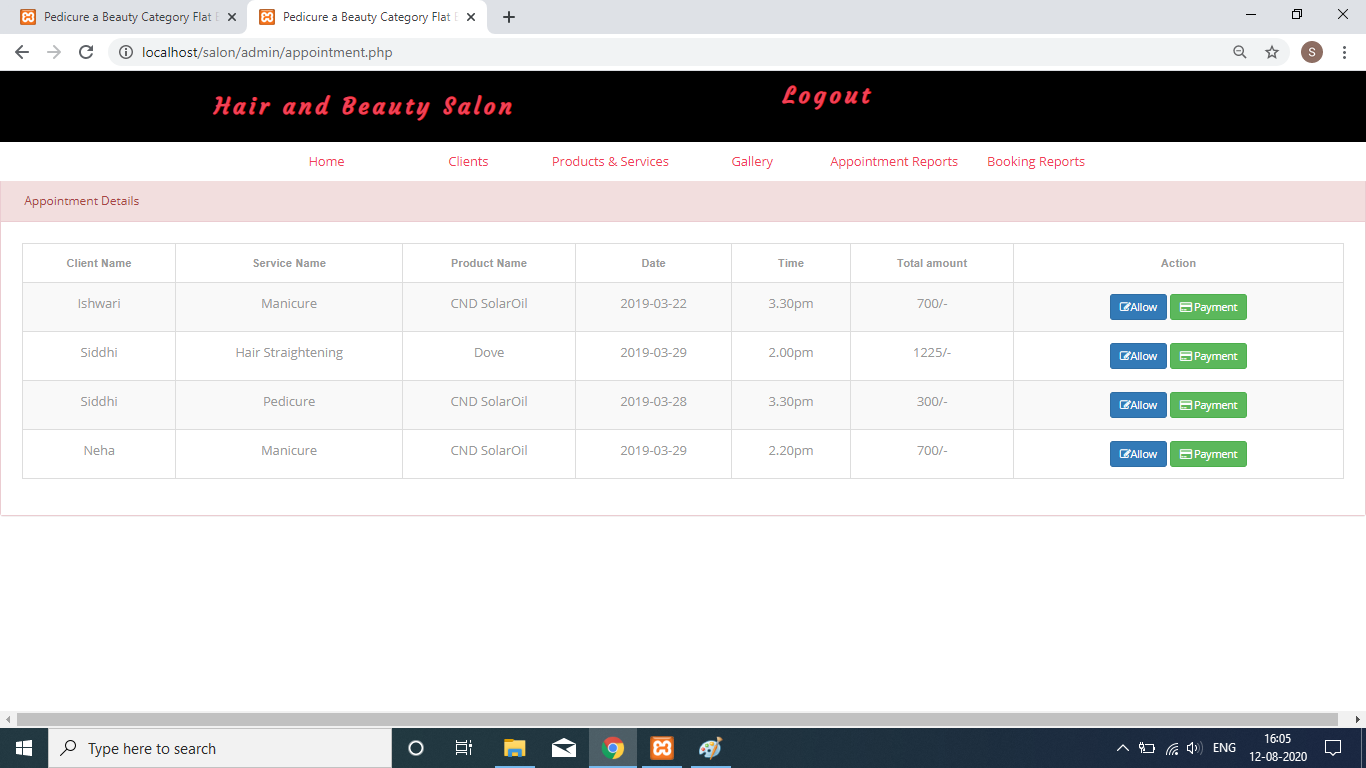 Pedicure a Beauty Category Flat
Pedicure a Beauty Category Flat
localhost/salon/admin/appointment.php
S
Hair and Beauty Salon
Logout
Home Clients Products & Services Gallery Appointment Reports Booking Reports
Appointment Details
Client Name Service Name Product Name Date Time Total amount Action
Ishwari Manicure CND SolarOil 2019-03-22 3.30pm 700/- Allow Payment
Siddhi Hair Straightening Dove 2019-03-29 2.00pm 1225/- Allow Payment
Siddhi Pedicure CND SolarOil 2019-03-28 3.30pm 300/- Allow Payment
Neha Manicure CND SolarOil 2019-03-29 2.20pm 700/- Allow Payment
Type here to search
ENG
16:05
12-08-2020